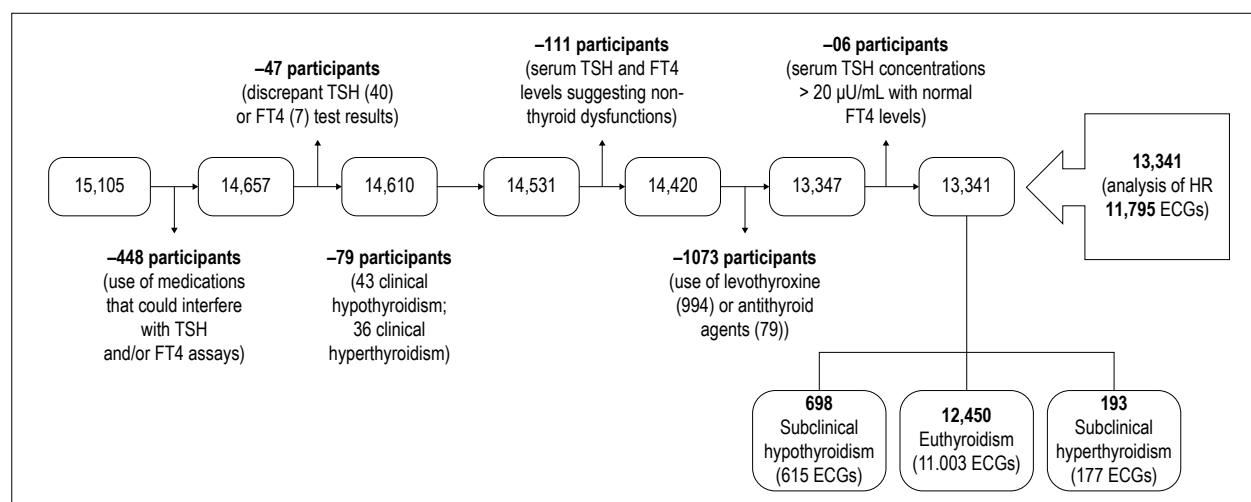 –47 participants
(discrepant TSH (40)
or FT4 (7) test results)
–111 participants
(serum TSH and FT4
levels suggesting non-
thyroid dysfunctions)
–06 participants
(serum TSH concentrations
> 20 µU/mL with normal
FT4 levels)
15,105
14,657
14,610
14,531
14,420
13,347
13,341
13,341
(analysis of HR
11,795 ECGs)
–448 participants
(use of medications
that could interfere
with TSH
and/or FT4 assays)
–79 participants
(43 clinical
hypothyroidism;
36 clinical
hyperthyroidism)
–1073 participants
(use of levothyroxine
(994) or antithyroid
agents (79))
698
Subclinical
hypothyroidism
(615 ECGs)
12,450
Euthyroidism
(11.003 ECGs)
193
Subclinical
hyperthyroidism
(177 ECGs)